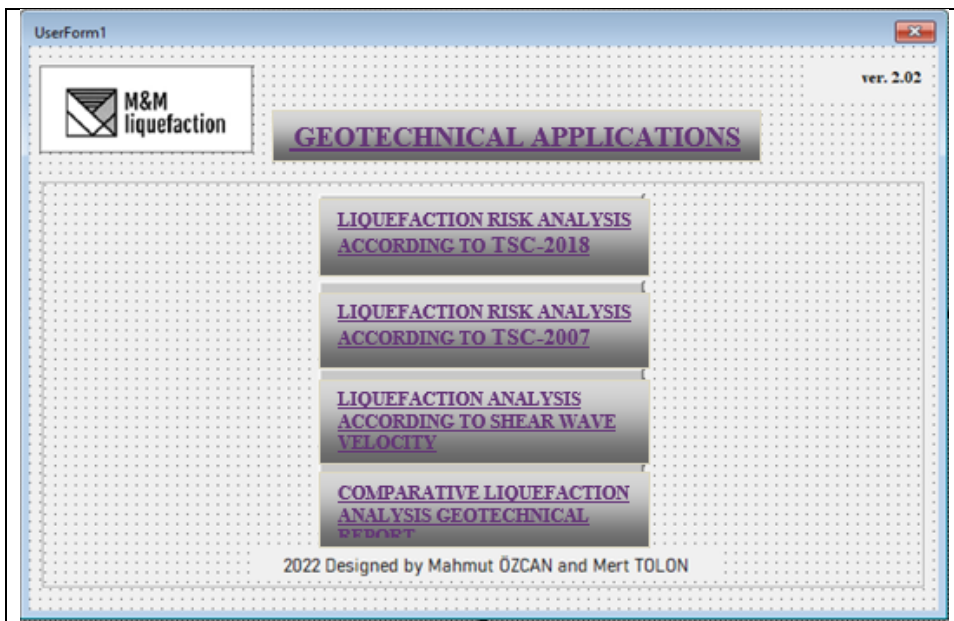 UserForm1
ver. 2.02
M&M
liquefaction
GEOTECHNICAL APPLICATIONS
LIQUEFACTION RISK ANALYSIS
ACCORDING TO TSC-2018
LIQUEFACTION RISK ANALYSIS
ACCORDING TO TSC-2007
LIQUEFACTION ANALYSIS
ACCORDING TO SHEAR WAVE
VELOCITY
COMPARATIVE LIQUEFACTION
ANALYSIS GEOTECHNICAL
REPORT
2022 Designed by Mahmut ÖZCAN and Mert TOLON